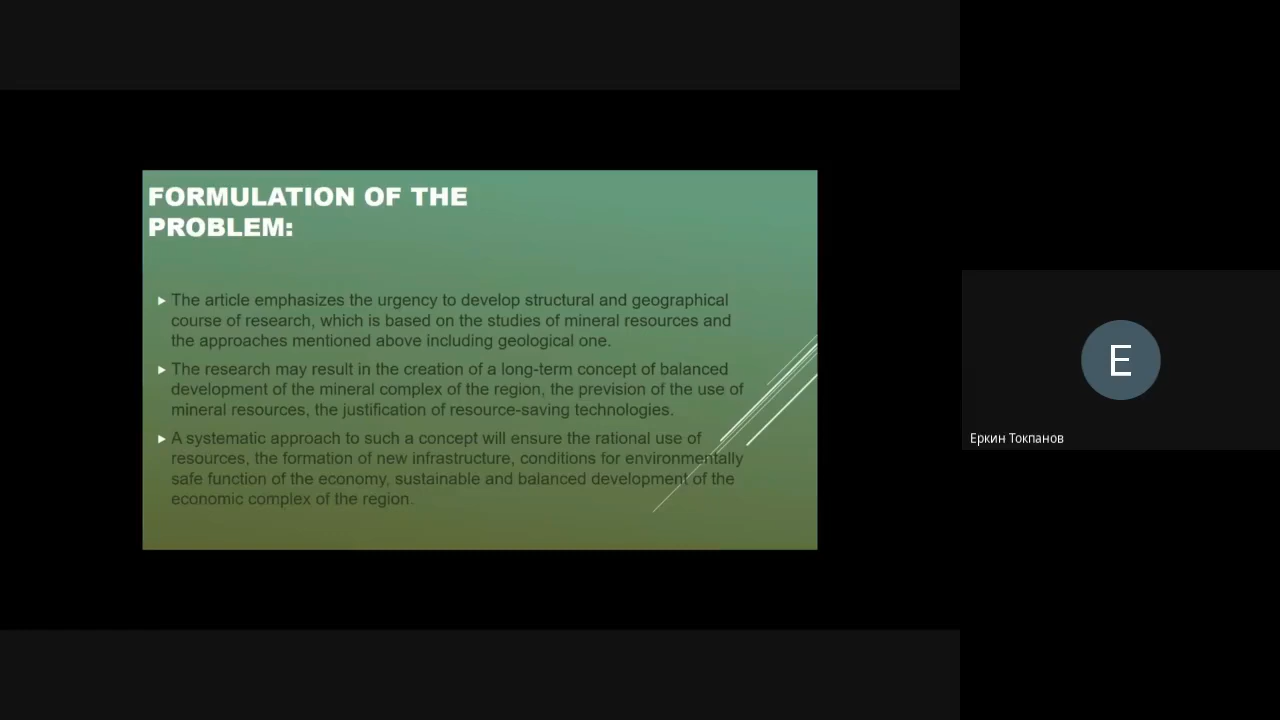 FORMULATION OF THE
PROBLEM:
The article emphasizes the urgency to develop structural and geographical
course of research, which is based on the studies of mineral resources and
the approaches mentioned above including geological one.
The research may result in the creation of a long-term concept of balanced
development of the mineral complex of the region, the prevision of the use of
mineral resources, the justification of resource-saving technologies.
A systematic approach to such a concept will ensure the rational use of
resources, the formation of new infrastructure, conditions for environmentally
safe function of the economy, sustainable and balanced development of the
economic complex of the region.
E
Еркин Токпанов